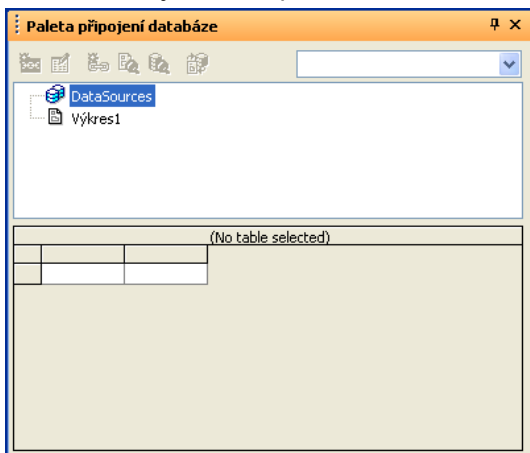 Paleta připojení databáze
DataSources
Výkres1
(No table selected)